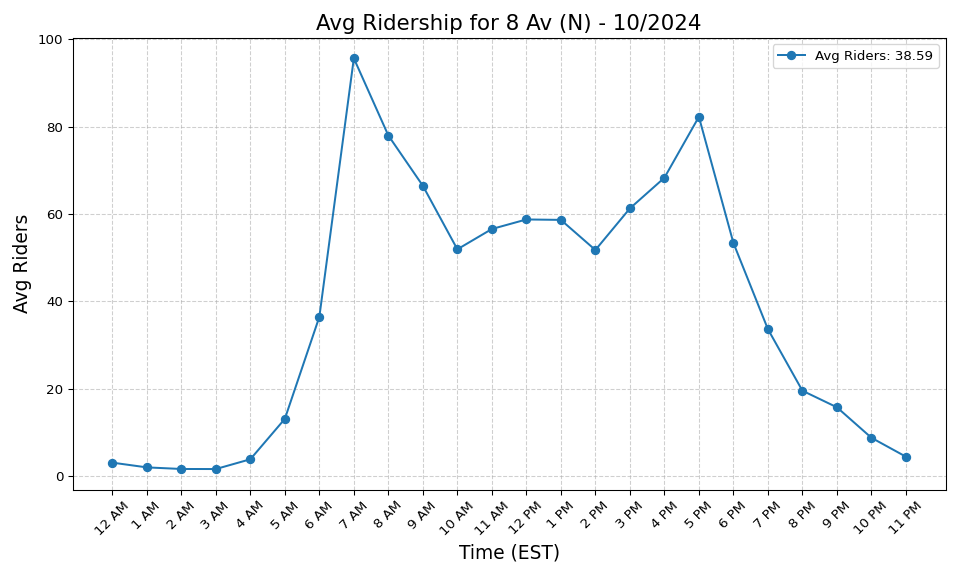 Avg Ridership for 8 Av (N) - 10/2024
Avg Riders: 38.59
100
80
60
40
20
0
Avg Riders
12 AM 1 AM 2 AM 3 AM 4 AM 5 AM 6 AM 7 AM 8 AM 9 AM 10 AM 11 AM 12 PM 1 PM 2 PM 3 PM 4 PM 5 PM 6 PM 7 PM 8 PM 9 PM 10 PM 11 PM
Time (EST)